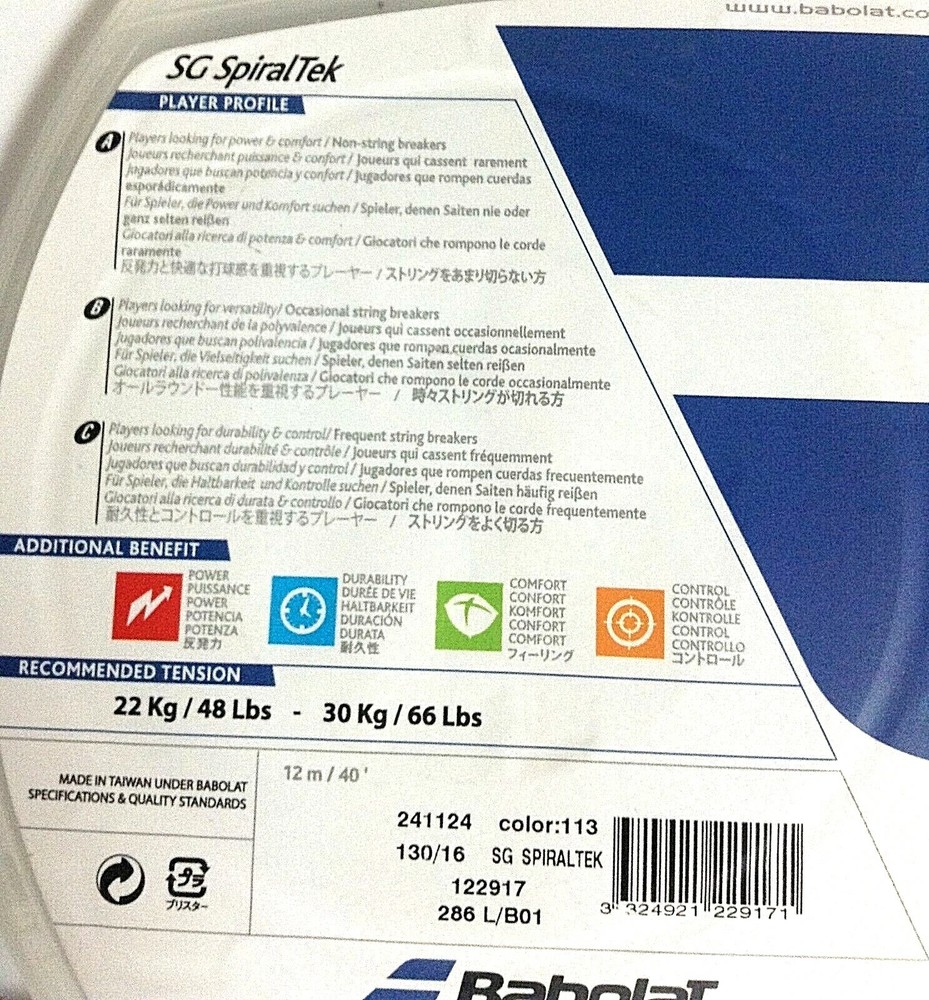 www.babolat.co
SG SpiralTek
PLAYER PROFILE
A
Players looking for power & comfort / Non-string breakers
Joueurs recherchant puissance & confort / Joueurs qui cassent rarement
Jugadores que buscan potencia y confort / Jugadores que rompen cuerdas
esporádicamente
Für Spieler, die Power und Komfort suchen / Spieler, denen Saiten nie oder
ganz selten reißen
Giocatori alla ricerca di potenza & comfort / Giocatori che rompono le corde
raramente
反発力と快適な打球感を重視するプレーヤー / ストリングをあまり切らない方
B
Players looking for versatility/ Occasional string breakers
Joueurs recherchant de la polyvalence / Joueurs qui cassent occasionnellement
Jugadores que buscan polivalencia / Jugadores que rompen cuerdas ocasionalmente
Für Spieler, die Vielseitigkeit suchen / Spieler, denen Saiten selten reißen
Giocatori alla ricerca di polivalenza / Giocatori che rompono le corde occasionalmente
オールラウンドー性能を重視するプレーヤー / 時々ストリングが切れる方
C
Players looking for durability & control/ Frequent string breakers
Joueurs recherchant durabilité & contrôle / Joueurs qui cassent fréquemment
Jugadores que buscan durabilidad y control / Jugadores que rompen cuerdas frecuentemente
Für Spieler, die Haltbarkeit und Kontrolle suchen / Spieler, denen Saiten häufig reißen
Giocatori alla ricerca di durata & controllo / Giocatori che rompono le corde frequentemente
耐久性とコントロールを重視するプレーヤー / ストリングをよく切る方
ADDITIONAL BENEFIT
POWER
PUISSANCE
POWER
POTENCIA
POTENZA
反発力
DURABILITY
DURÉE DE VIE
HALTBARKEIT
DURACIÓN
DURATA
耐久性
COMFORT
CONFORT
KOMFORT
CONFORT
COMFORT
フィーリング
CONTROL
CONTRÔLE
KONTROLLE
CONTROL
CONTROLLO
コントロール
RECOMMENDED TENSION
22 Kg / 48 Lbs - 30 Kg / 66 Lbs
MADE IN TAIWAN UNDER BABOLAT
SPECIFICATIONS & QUALITY STANDARDS
プラ
ブリスター
12 m / 40 '
241124 color:113
130/16 SG SPIRALTEK
122917
286 L/B01
3 324921 229171
Babolat